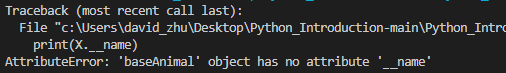 Traceback (most recent call last):
  File "c:\Users\david_zhu\Desktop\Python_Introduction-main\Python_Intro
    print(X.__name)
AttributeError: 'baseAnimal' object has no attribute '__name'